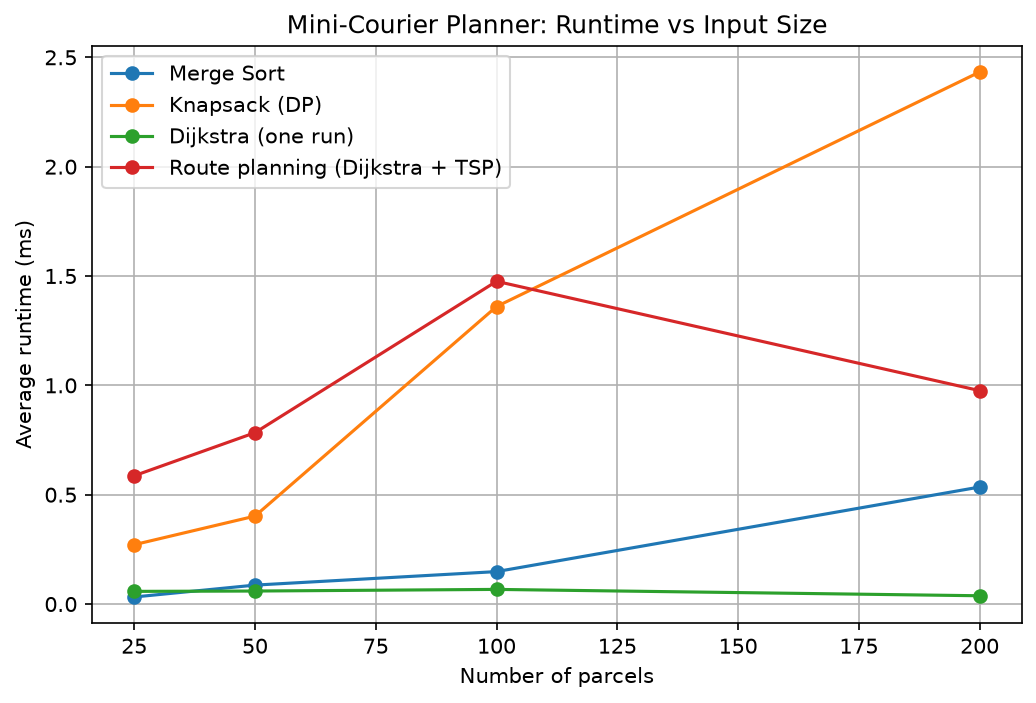 Mini-Courier Planner: Runtime vs Input Size
Merge Sort
Knapsack (DP)
Dijkstra (one run)
Route planning (Dijkstra + TSP)
2.5
2.0
1.5
1.0
0.5
0.0
Average runtime (ms)
25 50 75 100 125 150 175 200
Number of parcels